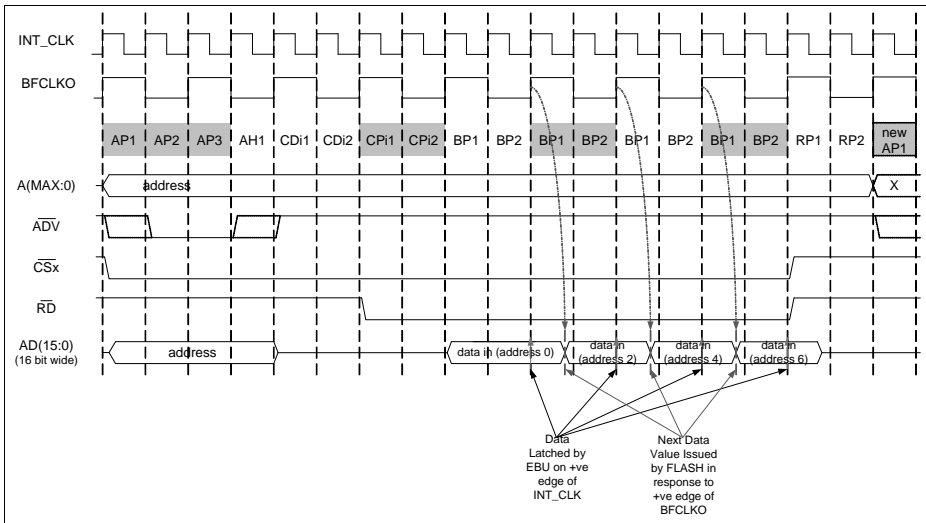 INT_CLK
BFCLKO
AP1 AP2 AP3 AH1 CDi1 CDi2 CPi1 CPi2 BP1 BP2 BP1 BP2 BP1 BP2 BP1 BP2 RP1 RP2 new
AP1
A(MAX:0) address X
ADV
CSx
RD
AD(15:0)
(16 bit wide)
address
data in (address 0)
data in
(address 2)
data in
(address 4)
data in
(address 6)
Data
Latched by
EBU on +ve
edge of
INT_CLK
Next Data
Value Issued
by FLASH in
response to
+ve edge of
BFCLKO